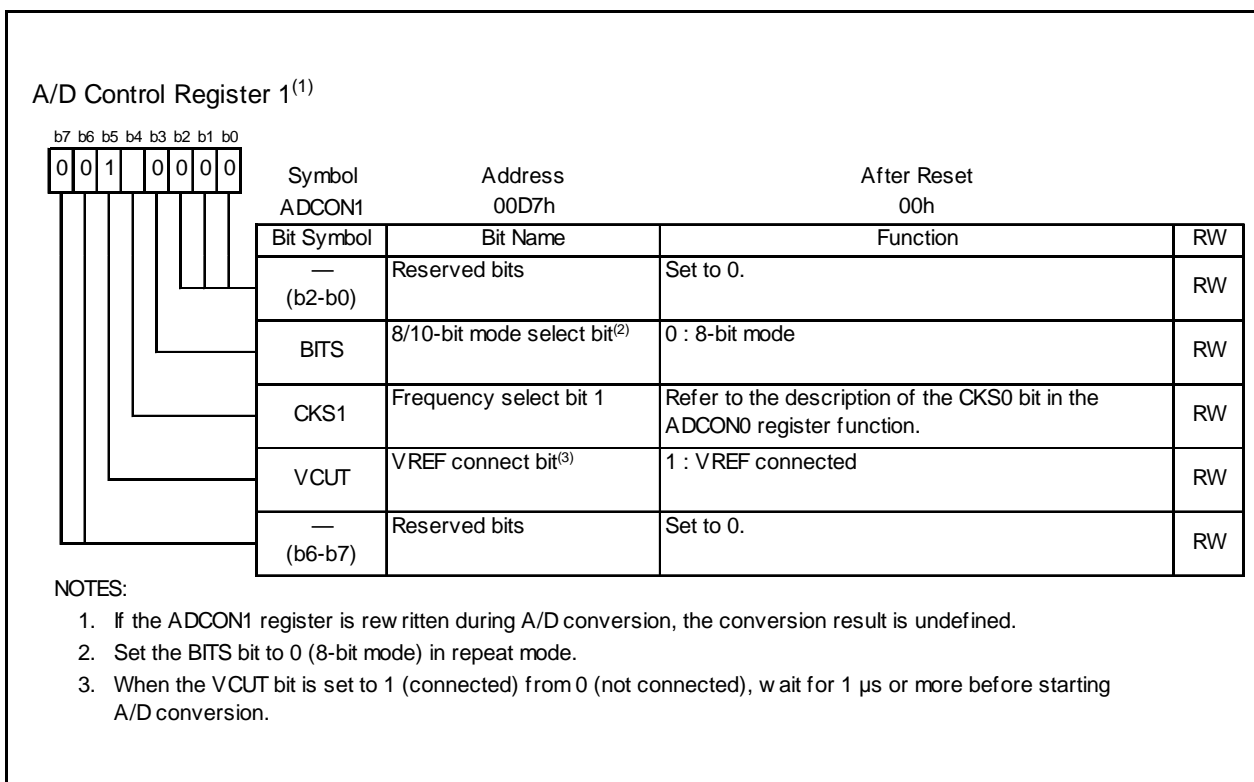 A/D Control Register 1(1)
b7 b6 b5 b4 b3 b2 b1 b0
0 0 1 0 0 0 0
Symbol Address After Reset
ADCON1 00D7h 00h
Bit Symbol Bit Name Function RW
— (b2-b0) Reserved bits Set to 0. RW
BITS 8/10-bit mode select bit(2) 0 : 8-bit mode RW
CKS1 Frequency select bit 1 Refer to the description of the CKS0 bit in the
ADCON0 register function. RW
VCUT VREF connect bit(3) 1 : VREF connected RW
— (b6-b7) Reserved bits Set to 0. RW
NOTES:
1. If the ADCON1 register is rewritten during A/D conversion, the conversion result is undefined.
2. Set the BITS bit to 0 (8-bit mode) in repeat mode.
3. When the VCUT bit is set to 1 (connected) from 0 (not connected), wait for 1 µs or more before starting
A/D conversion.